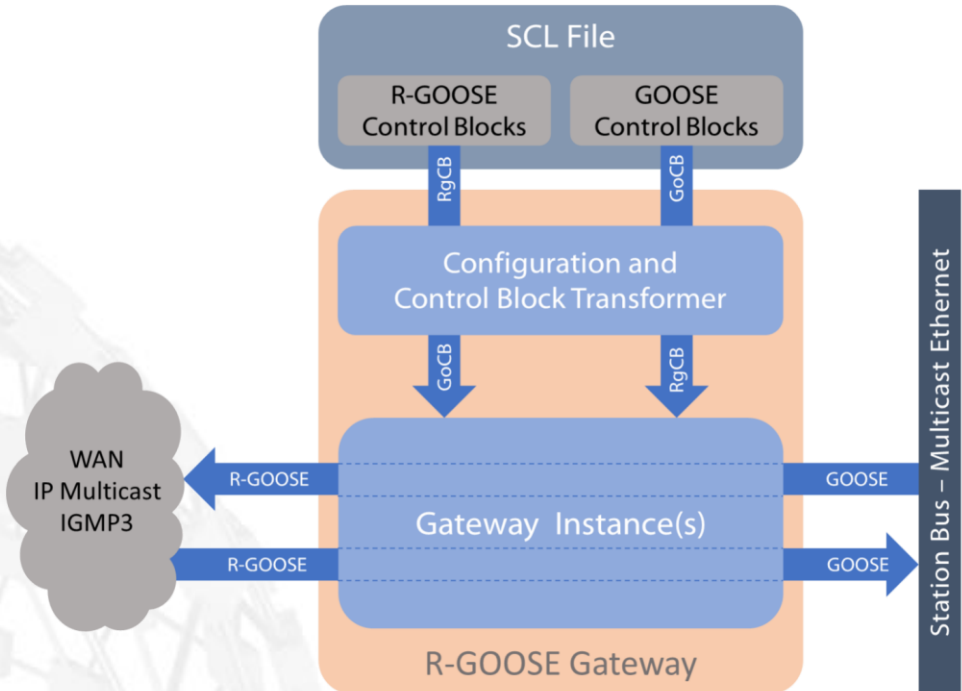 SCL File
R-GOOSE
Control Blocks
GOOSE
Control Blocks
RgCB
GoCB
Configuration and
Control Block Transformer
GoCB
RgCB
WAN
IP Multicast
IGMP3
R-GOOSE
GOOSE
Gateway Instance(s)
R-GOOSE
GOOSE
R-GOOSE Gateway
Station Bus – Multicast Ethernet